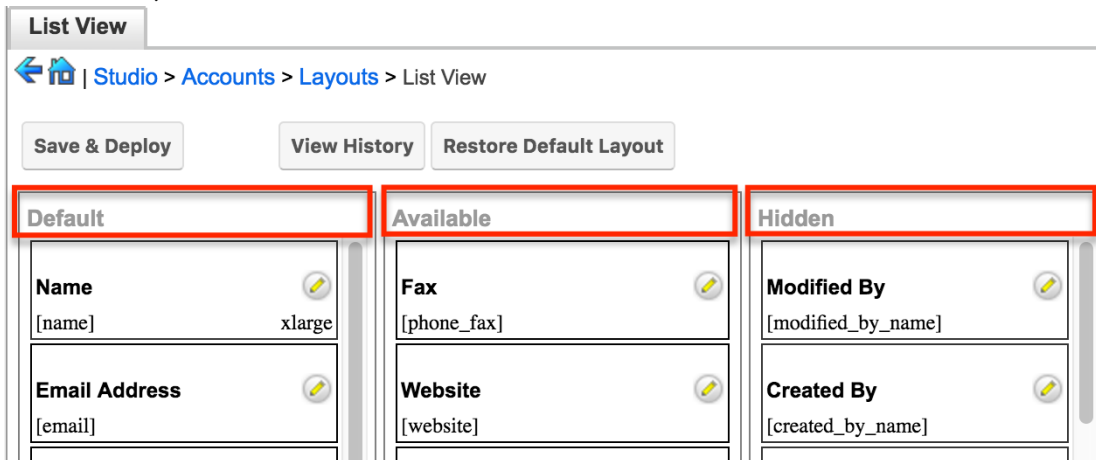 List View
| Studio > Accounts > Layouts > List View
Save & Deploy View History Restore Default Layout
Default Available Hidden
Name Fax Modified By
[name] xlarge [phone_fax] [modified_by_name]
Email Address Website Created By
[email] [website] [created_by_name]